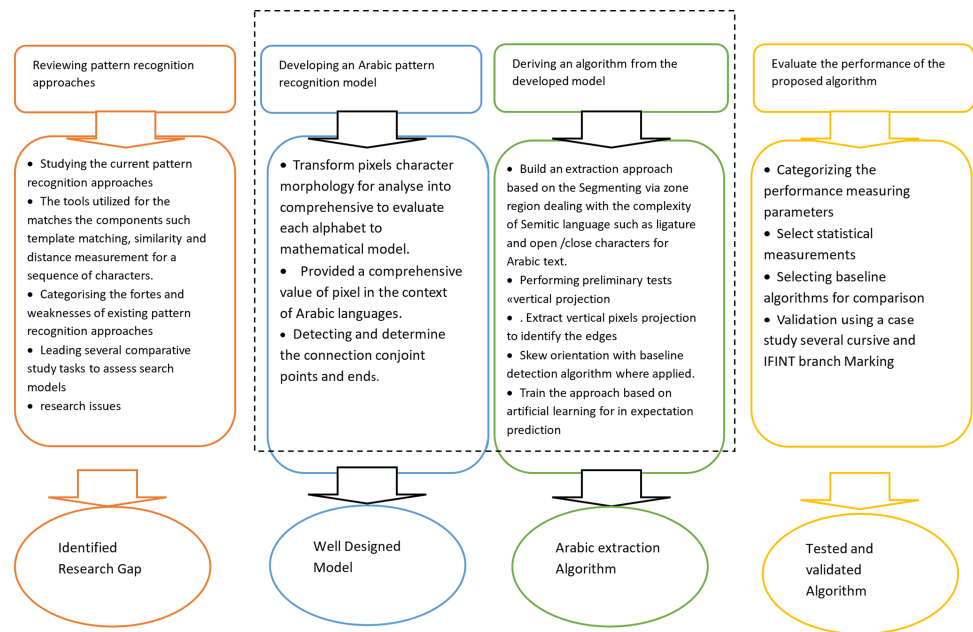 Reviewing pattern recognition
approaches
• Studying the current pattern
recognition approaches
• The tools utilized for the
matches the components such
template matching, similarity and
distance measurement for a
sequence of characters.
• Categorising the fortes and
weaknesses of existing pattern
recognition approaches
• Leading several comparative
study tasks to assess search
models
• research issues
Identified
Research Gap
Developing an Arabic pattern
recognition model
• Transform pixels character
morphology for analyse into
comprehensive to evaluate
each alphabet to
mathematical model.
• Provided a comprehensive
value of pixel in the context
of Arabic languages.
• Detecting and determine
the connection conjoint
points and ends.
Well Designed
Model
Deriving an algorithm from the
developed model
• Build an extraction approach
based on the Segmenting via zone
region dealing with the complexity
of Semitic language such as ligature
and open /close characters for
Arabic text.
• Performing preliminary tests
«vertical projection
• . Extract vertical pixels projection
to identify the edges
• Skew orientation with baseline
detection algorithm where applied.
• Train the approach based on
artificial learning for in expectation
prediction
Arabic extraction
Algorithm
Evaluate the performance of the
proposed algorithm
• Categorizing the
performance measuring
parameters
• Select statistical
measurements
• Selecting baseline
algorithms for comparison
• Validation using a case
study several cursive and
IFINT branch Marking
Tested and
validated
Algorithm